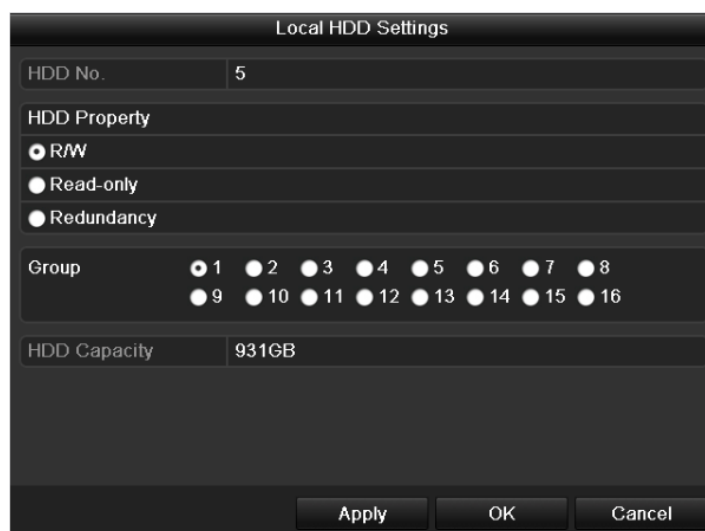 Local HDD Settings
HDD No. 5
HDD Property
R/W
Read-only
Redundancy
Group 1 2 3 4 5 6 7 8
9 10 11 12 13 14 15 16
HDD Capacity 931GB
Apply OK Cancel